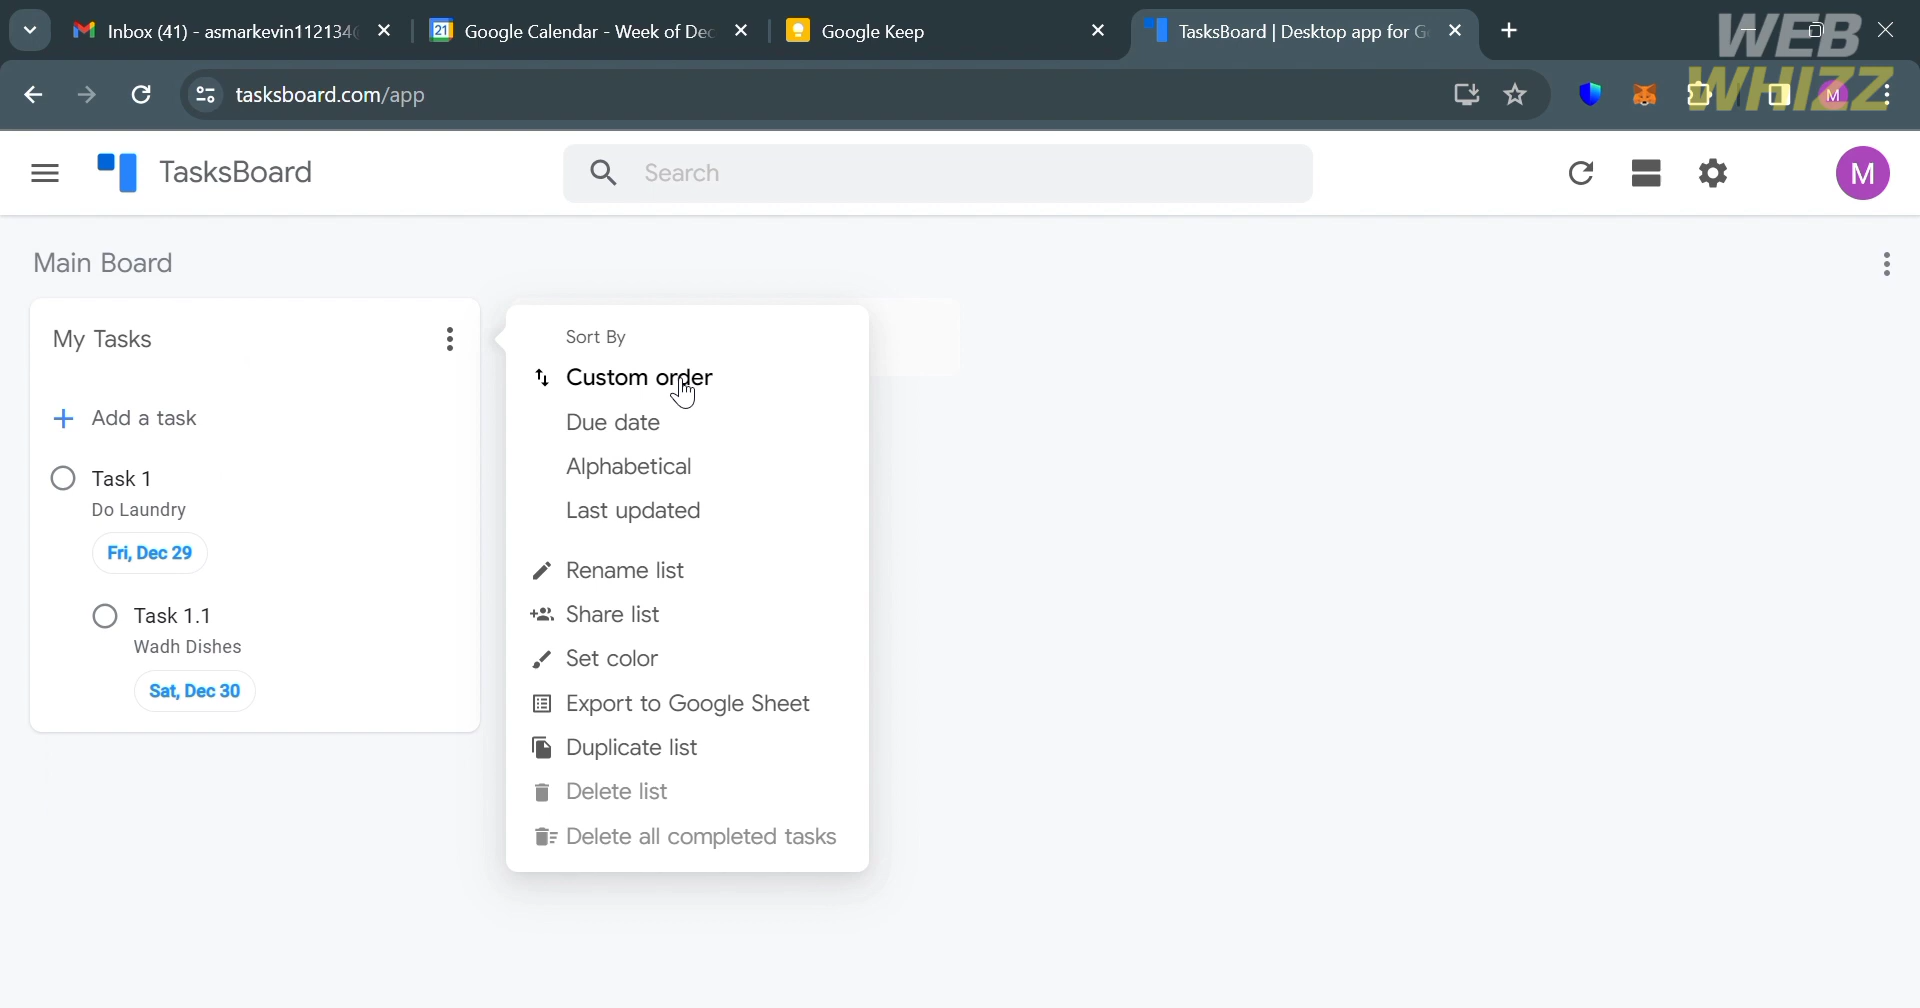 Inbox (41) - asmarkevin112134
21 Google Calendar - Week of Dec
Google Keep
TasksBoard | Desktop app for G
WEB
WHIZZ
tasksboard.com/app
M
TasksBoard
Search
M
Main Board
My Tasks
Add a task
Task 1
Do Laundry
Fri, Dec 29
Task 1.1
Wadh Dishes
Sat, Dec 30
Sort By
Custom order
Due date
Alphabetical
Last updated
Rename list
Share list
Set color
Export to Google Sheet
Duplicate list
Delete list
Delete all completed tasks